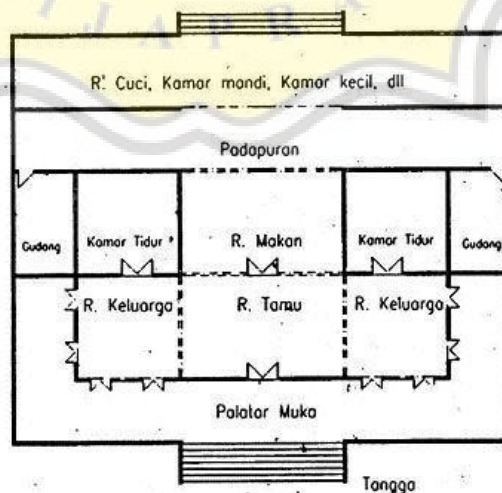 IJAPRA
R. Cuci, Kamar mandi, Kamar kecil, dll
Padapuran
Gudang
Kamar Tidur
R. Makan
Kamar Tidur
Gudang
R. Keluarga
R. Tamu
R. Keluarga
Palatar Muka
Tangga